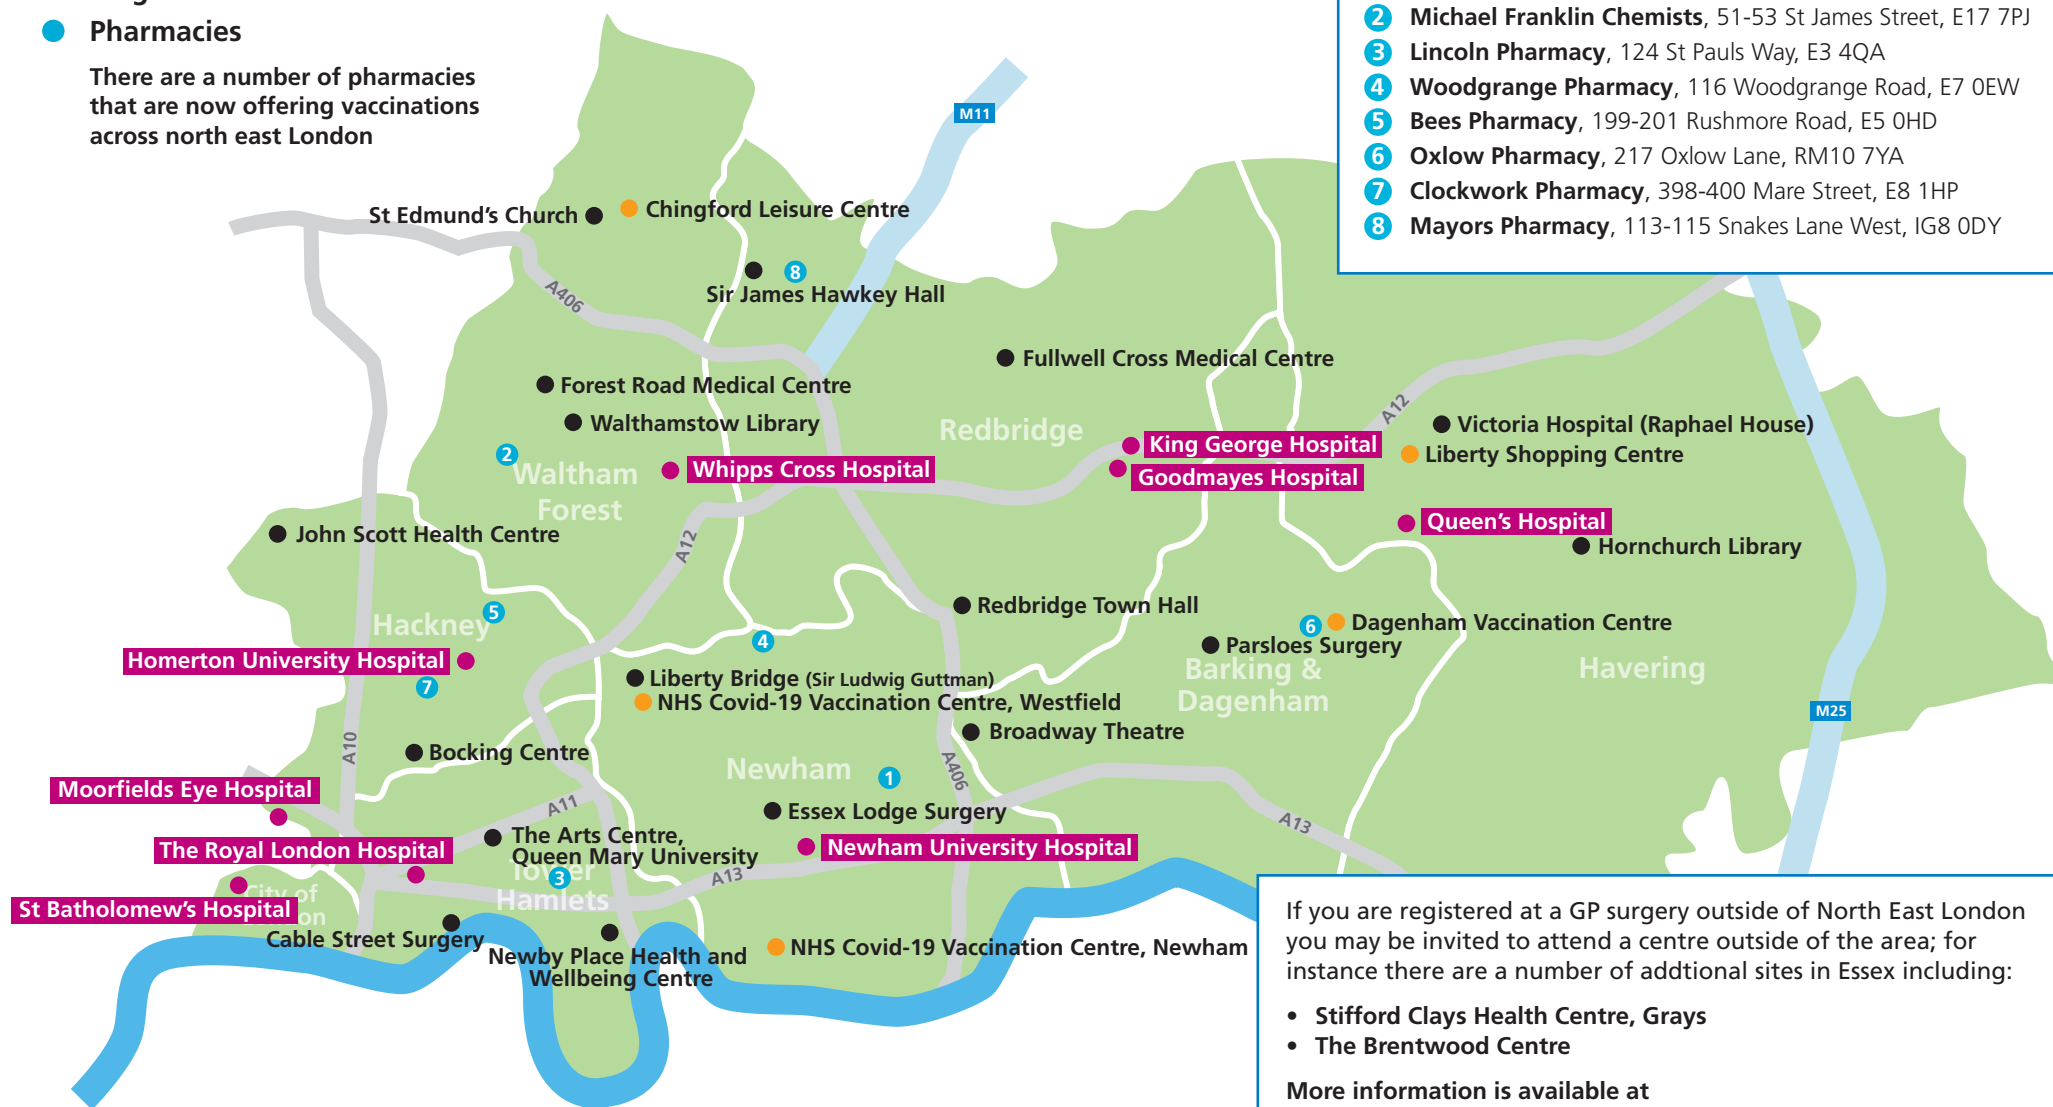 Pharmacies
There are a number of pharmacies
that are now offering vaccinations
across north east London
2 Michael Franklin Chemists, 51-53 St James Street, E17 7PJ
3 Lincoln Pharmacy, 124 St Pauls Way, E3 4QA
4 Woodgrange Pharmacy, 116 Woodgrange Road, E7 0EW
5 Bees Pharmacy, 199-201 Rushmore Road, E5 0HD
6 Oxlow Pharmacy, 217 Oxlow Lane, RM10 7YA
7 Clockwork Pharmacy, 398-400 Mare Street, E8 1HP
8 Mayors Pharmacy, 113-115 Snakes Lane West, IG8 0DY
M11
St Edmund's Church
Chingford Leisure Centre
8
Sir James Hawkey Hall
A406
Fullwell Cross Medical Centre
Forest Road Medical Centre
Walthamstow Library
A12
Victoria Hospital (Raphael House)
Redbridge
King George Hospital
Liberty Shopping Centre
2
Waltham
Forest
Whipps Cross Hospital
Goodmayes Hospital
Queen's Hospital
John Scott Health Centre
A12
Hornchurch Library
Redbridge Town Hall
5
Hackney
4
6
Dagenham Vaccination Centre
Parsloes Surgery
Homerton University Hospital
7
Barking &
Dagenham
Havering
Liberty Bridge (Sir Ludwig Guttman)
NHS Covid-19 Vaccination Centre, Westfield
M25
Broadway Theatre
A10
Bocking Centre
Newham
1
A406
Moorfields Eye Hospital
A11
Essex Lodge Surgery
A13
The Arts Centre,
Queen Mary University
The Royal London Hospital
Newham University Hospital
Tower
Hamlets
3
A13
City of
St Batholomew's Hospital
Cable Street Surgery
Newby Place Health and
Wellbeing Centre
NHS Covid-19 Vaccination Centre, Newham
If you are registered at a GP surgery outside of North East London
you may be invited to attend a centre outside of the area; for
instance there are a number of addtional sites in Essex including:
• Stifford Clays Health Centre, Grays
• The Brentwood Centre
More information is available at